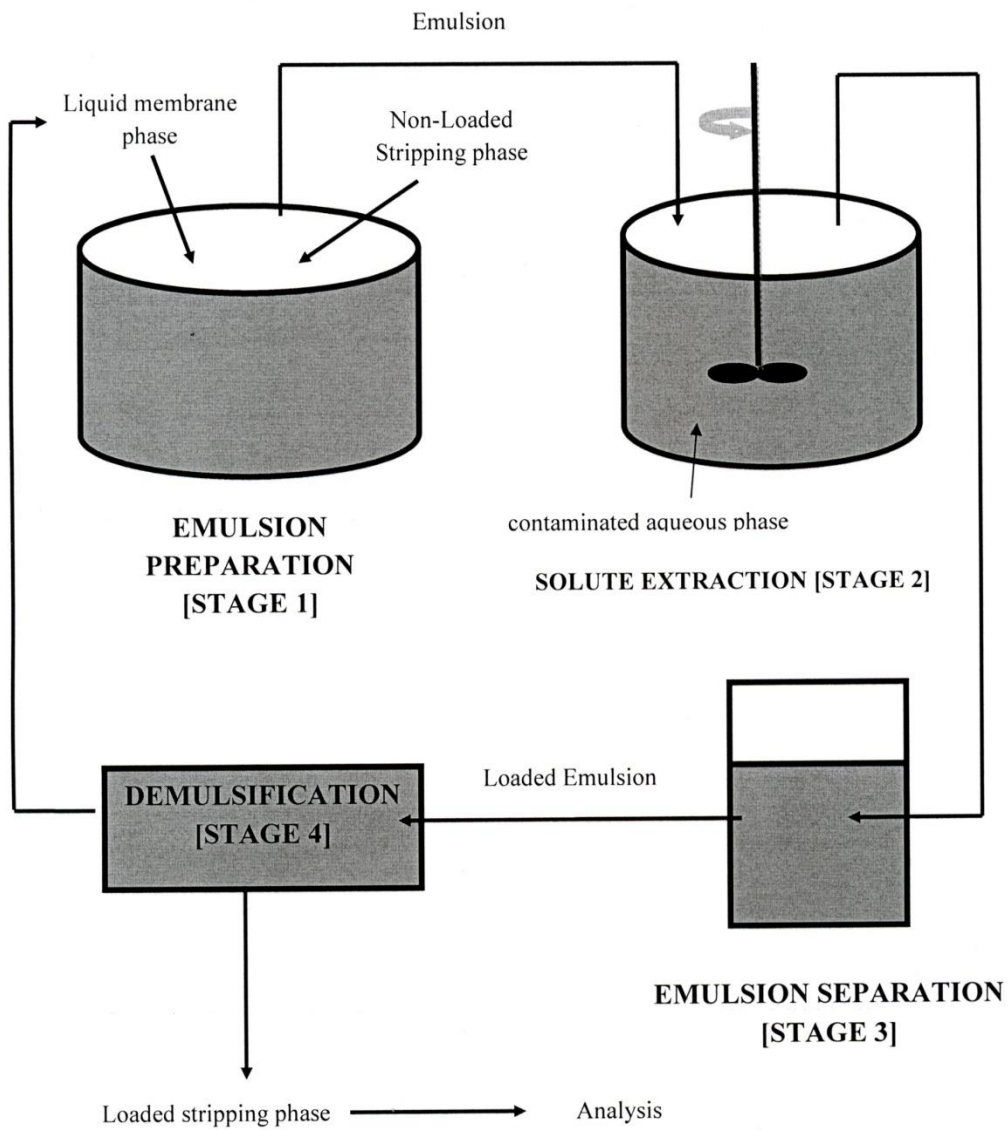 Emulsion
Liquid membrane
phase
Non-Loaded
Stripping phase
contaminated aqueous phase
EMULSION
PREPARATION
[STAGE 1]
SOLUTE EXTRACTION [STAGE 2]
DEMULSIFICATION
[STAGE 4]
Loaded Emulsion
EMULSION SEPARATION
[STAGE 3]
Loaded stripping phase
Analysis